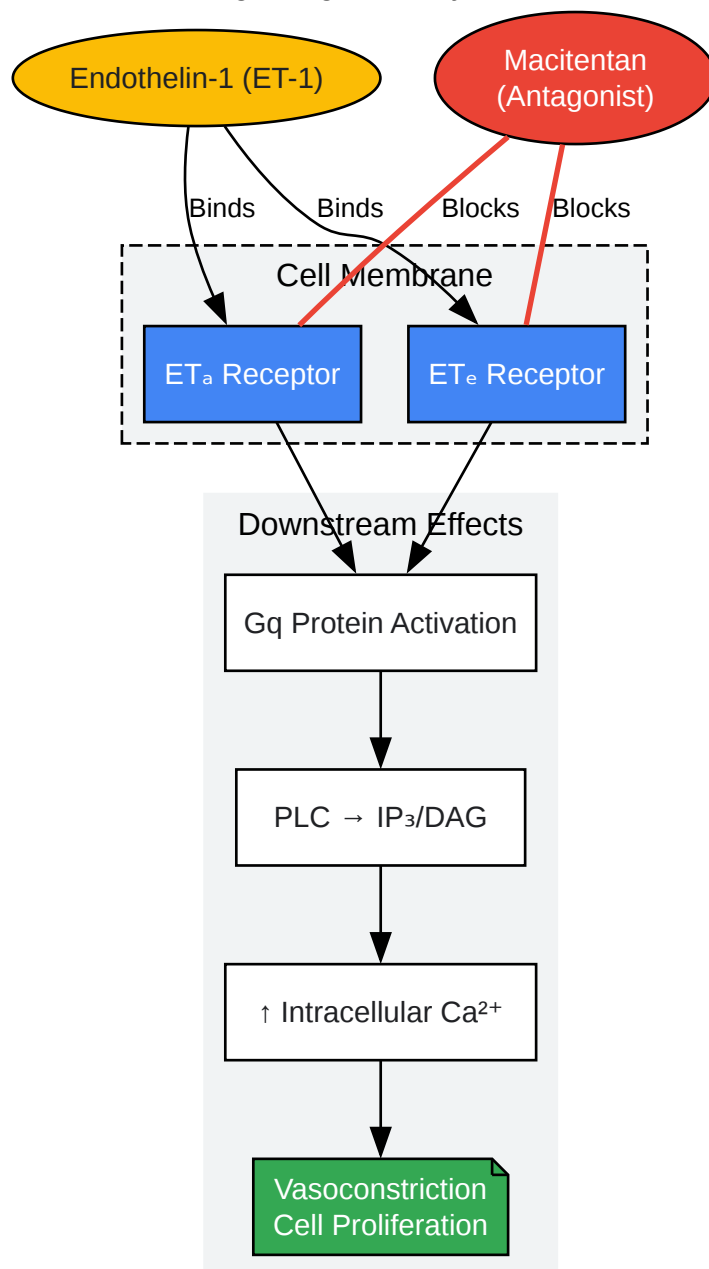 Endothelin-1 (ET-1)
Macitentan
(Antagonist)
Binds
Binds
Blocks
Blocks
Cell Membrane
ETₐ Receptor
ETₑ Receptor
Downstream Effects
Gq Protein Activation
PLC → IP₃/DAG
↑ Intracellular Ca²⁺
Vasoconstriction
Cell Proliferation